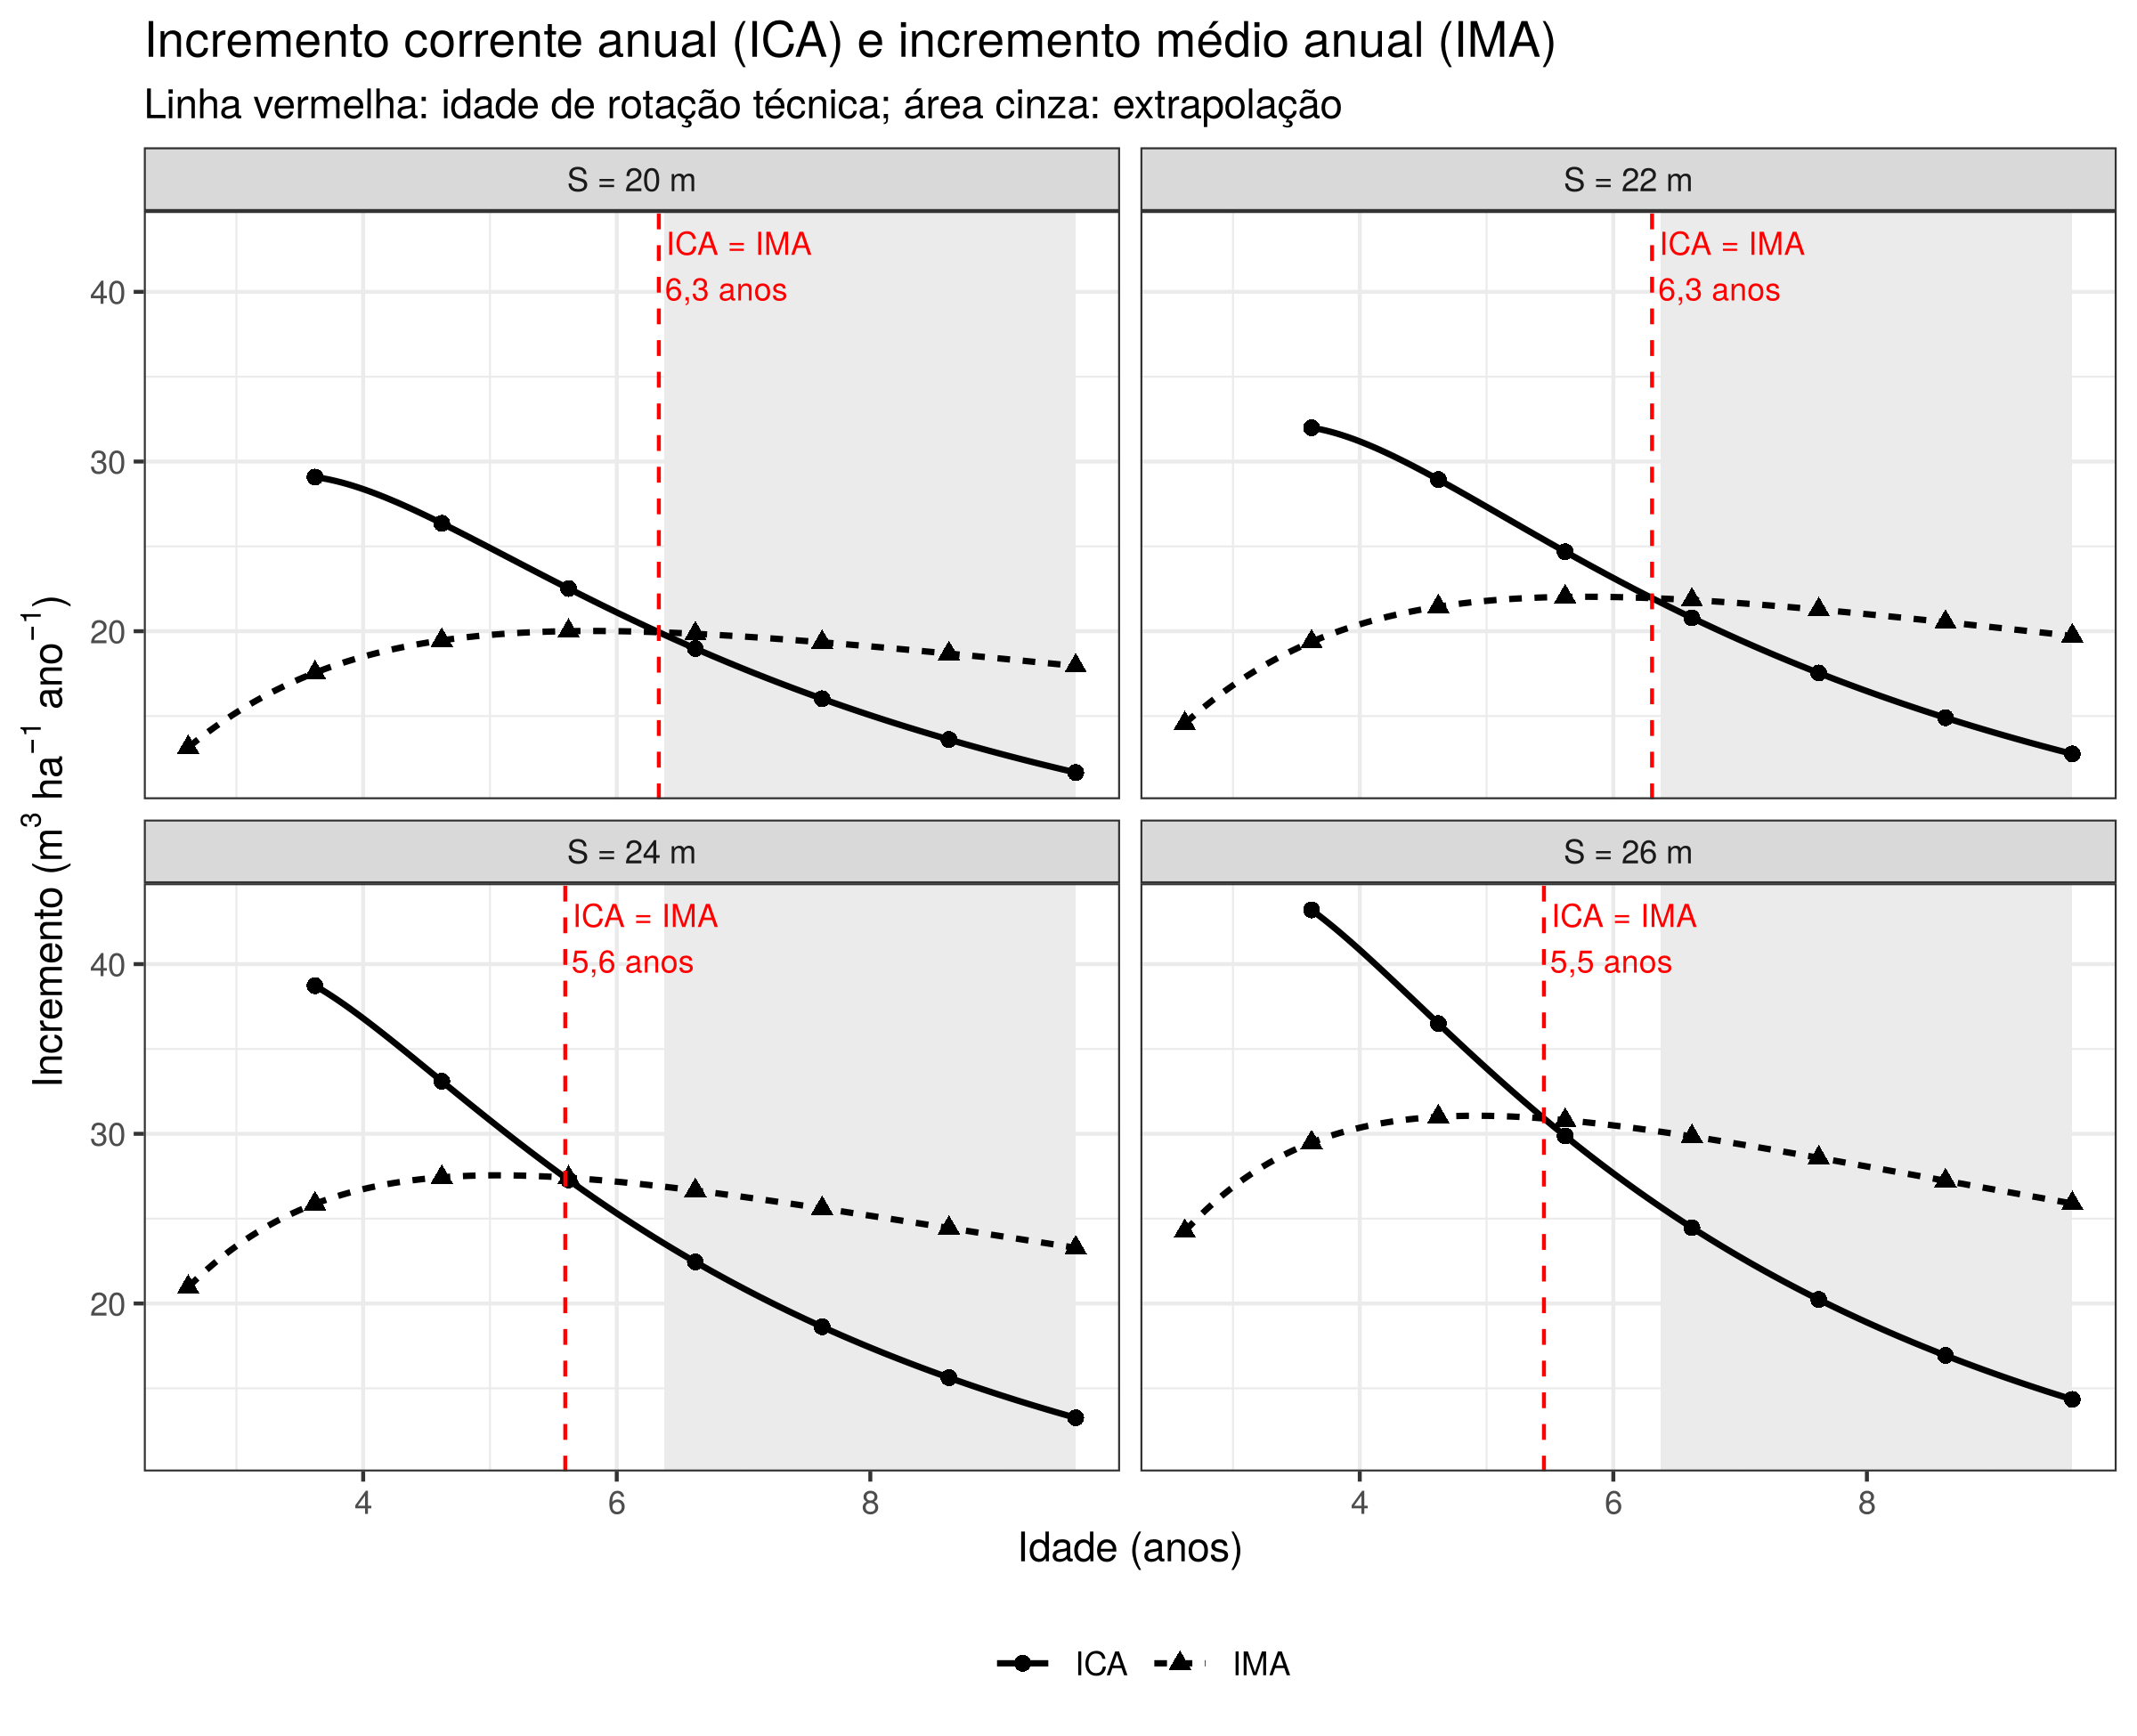 Incremento corrente anual (ICA) e incremento médio anual (IMA)
Linha vermelha: idade de rotação técnica; área cinza: extrapolação
S = 20 m
S = 22 m
ICA = IMA
6,3 anos
ICA = IMA
6,3 anos
40
30
20
S = 24 m
S = 26 m
ICA = IMA
5,6 anos
ICA = IMA
5,5 anos
40
30
20
Incremento (m³ ha⁻¹ ano⁻¹)
4 6 8
4 6 8
Idade (anos)
ICA IMA